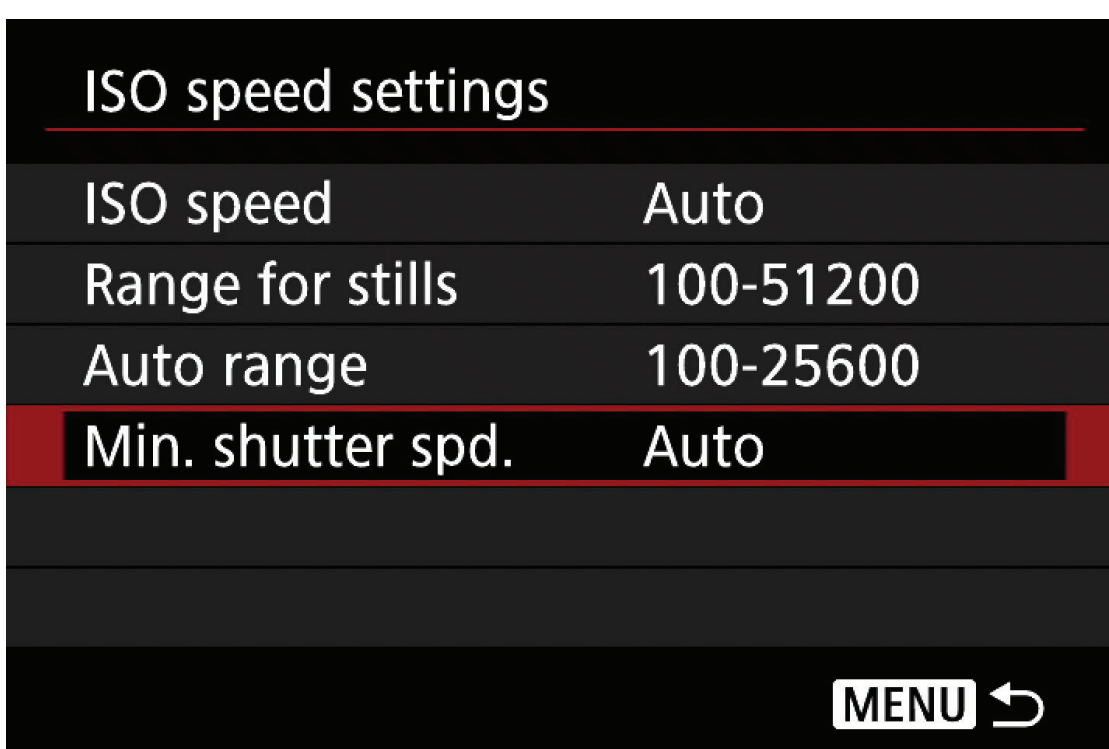 ISO speed settings
ISO speed Auto
Range for stills 100-51200
Auto range 100-25600
Min. shutter spd. Auto
MENU